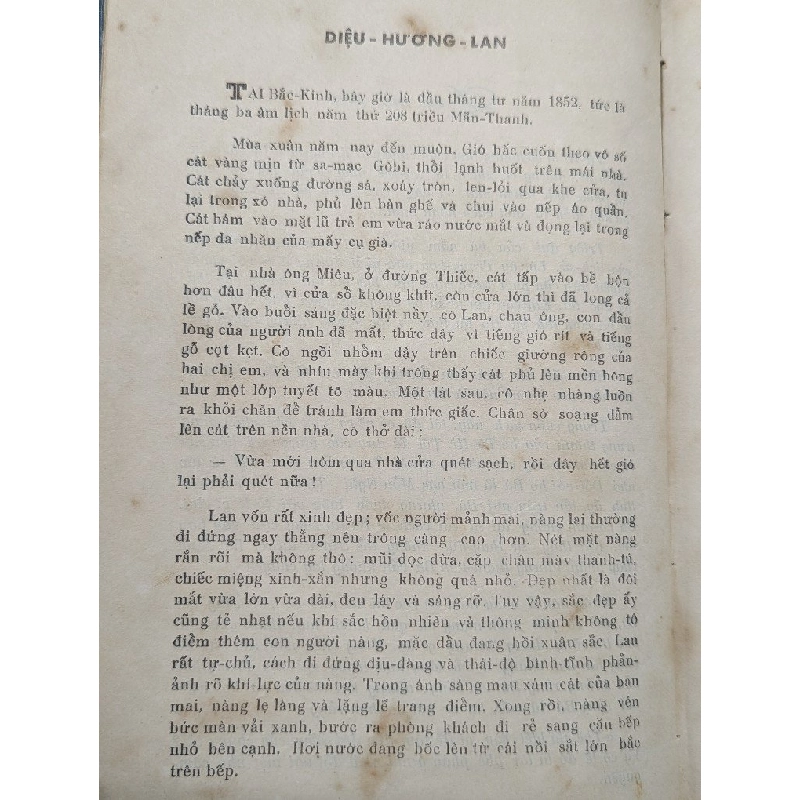 DIỆU - HƯƠNG - LAN
TẠI Bắc-Kinh, bây giờ là đầu tháng tư năm 1852, tức là
tháng ba âm lịch năm thứ 208 triều Mãn-Thanh.
Mùa xuân năm nay đến muộn. Gió bấc cuốn theo vô số
cát vàng mịn từ sa-mạc Gôbi, thổi lạnh buốt trên mái nhà.
Cát chảy xuống đường sá, xoáy tròn, len-lỏi qua khe cửa, tụ
lại trong xó nhà, phủ lên bàn ghế và chui vào nếp áo quần.
Cát bám vào mặt lũ trẻ em vừa ráo nước mắt và đọng lại trong
nếp da nhăn của mấy cụ già.
Tại nhà ông Miêu, ở đường Thiếc, cát tấp vào bề bộn
hơn đâu hết, vì cửa sổ không khít, còn cửa lớn thì đã long cả
lề gỗ. Vào buổi sáng đặc biệt này, cô Lan, cháu ông, con đầu
lòng của người anh đã mất, thức dậy vì tiếng gió rít và tiếng
gỗ cọt kẹt. Cô ngồi nhồm dậy trên chiếc giường rộng của
hai chị em, và nhíu mày khi trông thấy cát phủ lên mền bông
như một lớp tuyết tô màu. Một lát sau, cô nhẹ nhàng luồn
ra khỏi chăn để tránh làm em thức giấc. Chân sờ soạng dẫm
lên cát trên nền nhà, cô thở dài:
— Vừa mới hôm qua nhà cửa quét sạch, rồi đây hết gió
lại phải quét nữa!
Lan vốn rất xinh đẹp; vóc người mảnh mai, nàng lại thường
đi đứng ngay thẳng nên trông càng cao hơn. Nét mặt nàng
rắn rỏi mà không thô: mũi dọc dừa, cặp chân mày thanh-tú,
chiếc miệng xinh-xắn nhưng không quá nhỏ. Đẹp nhất là đôi
mắt vừa lớn vừa dài, đen láy và sáng rỡ. Tuy vậy, sắc đẹp ấy
cũng tẻ nhạt nếu khí sắc hồn nhiên và thông minh không tô
điểm thêm con người nàng, mặc dầu đang hồi xuân sắc. Lan
rất tự-chủ, cách đi đứng dịu-dàng và thái-độ bình-tĩnh phản-
ảnh rõ khí-lực của nàng. Trong ánh sáng màu xám cát của ban
mai, nàng lẹ làng và lặng lẽ trang điểm. Xong rồi, nàng vén
bức màn vải xanh, bước ra phòng khách đi rẻ sang căn bếp
nhỏ bên cạnh. Hơi nước đang bốc lên từ cái nồi sắt lớn bắc
trên bếp.